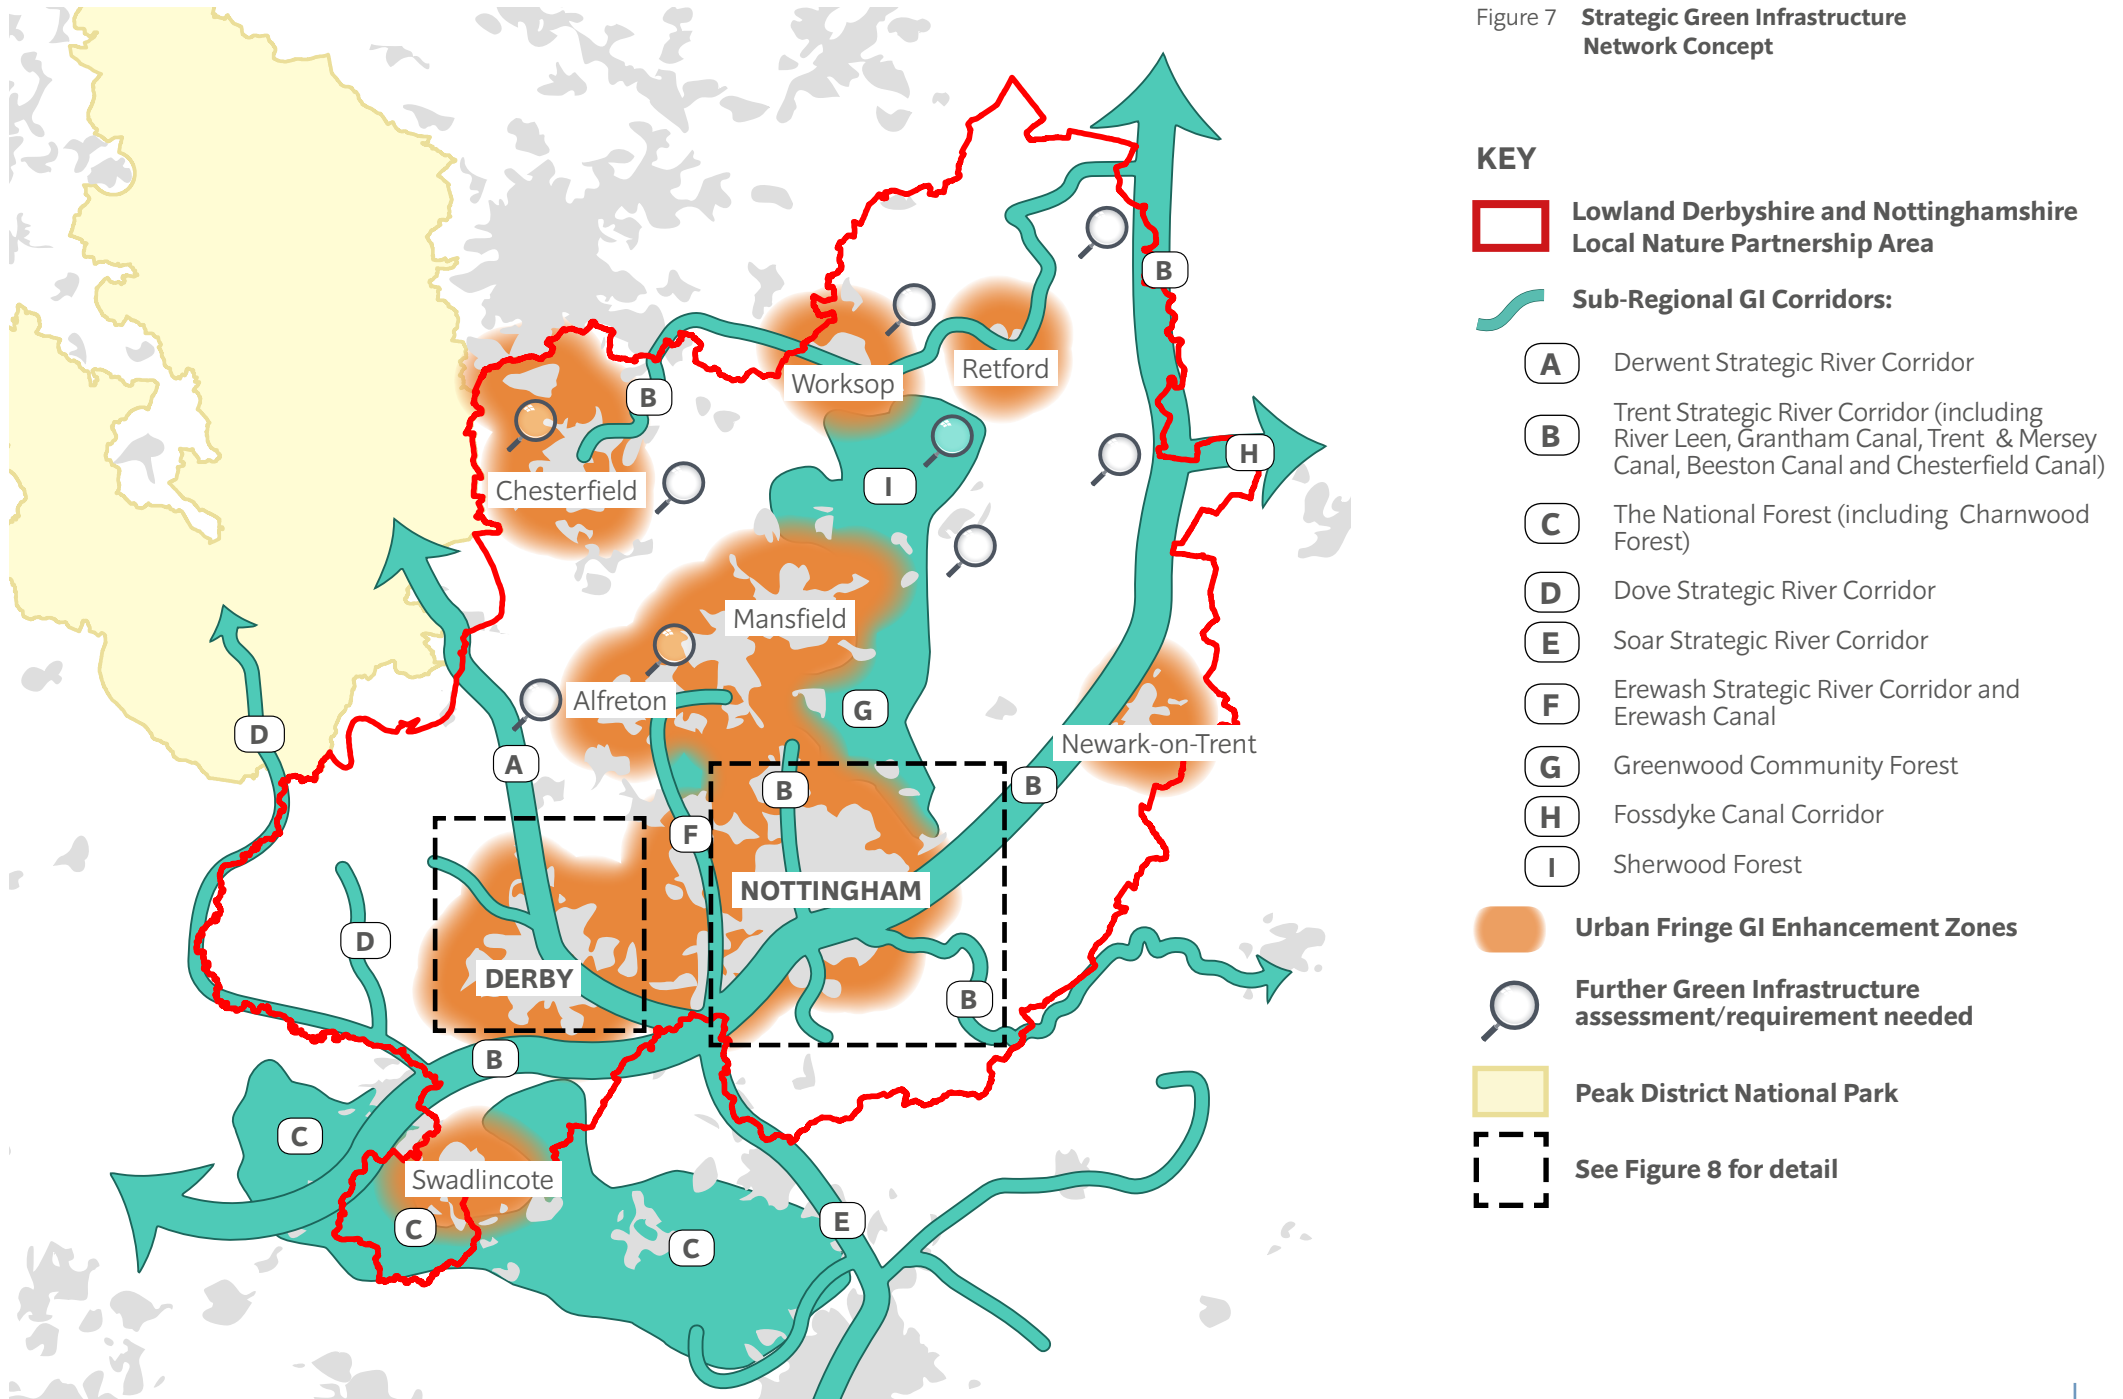 Figure 7 Strategic Green Infrastructure
Network Concept
KEY
Lowland Derbyshire and Nottinghamshire
Local Nature Partnership Area
Sub-Regional GI Corridors:
A Derwent Strategic River Corridor
B Trent Strategic River Corridor (including
River Leen, Grantham Canal, Trent & Mersey
Canal, Beeston Canal and Chesterfield Canal)
C The National Forest (including Charnwood
Forest)
D Dove Strategic River Corridor
E Soar Strategic River Corridor
F Erewash Strategic River Corridor and
Erewash Canal
G Greenwood Community Forest
H Fossdyke Canal Corridor
I Sherwood Forest
Urban Fringe GI Enhancement Zones
Further Green Infrastructure
assessment/requirement needed
Peak District National Park
See Figure 8 for detail
B
Retford
Worksop
B
H
I
Chesterfield
Mansfield
Alfreton
G
D
Newark-on-Trent
A
B
B
F
NOTTINGHAM
D
DERBY
B
B
C
Swadlincote
C
E
C